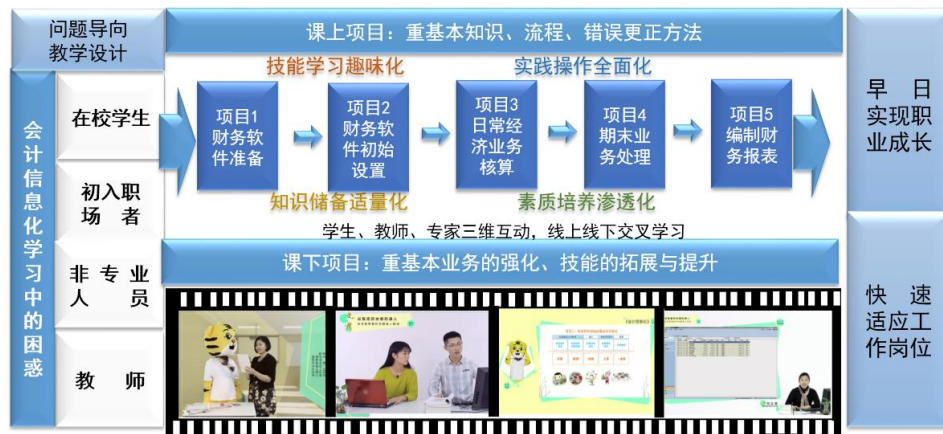 问题导向
教学设计
课上项目：重基本知识、流程、错误更正方法
会计信息化学习中的困惑
在校学生
初入职
场者
非专业
人员
教师
技能学习趣味化
实践操作全面化
项目1
财务软
件准备
项目2
财务软
件初始
设置
项目3
日常经
济业务
核算
项目4
期末业
务处理
项目5
编制财
务报表
知识储备适量化
素质培养渗透化
学生、教师、专家三维互动，线上线下交叉学习
课下项目：重基本业务的强化、技能的拓展与提升
早日
实现职
业成长
快速
适应工
作岗位